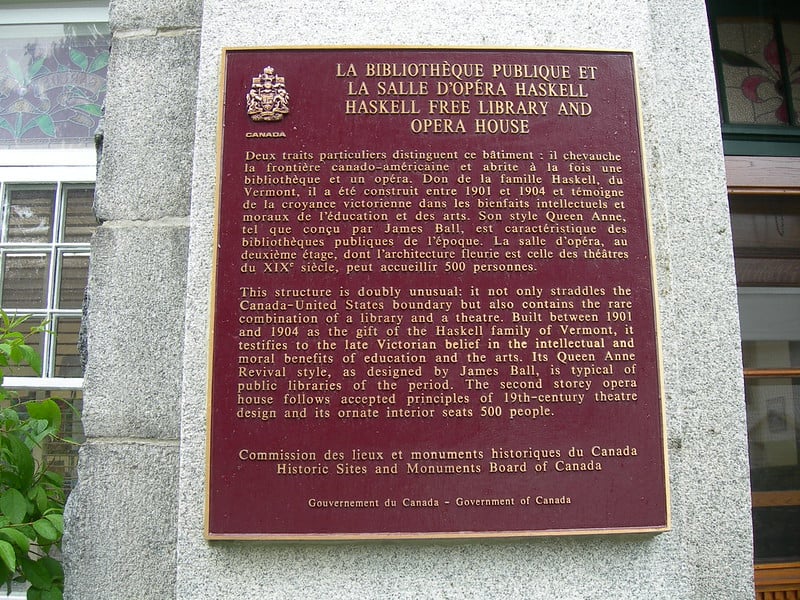 CANADA
LA BIBLIOTHÈQUE PUBLIQUE ET
LA SALLE D'OPÉRA HASKELL
HASKELL FREE LIBRARY AND
OPERA HOUSE
Deux traits particuliers distinguent ce bâtiment : il chevauche
la frontière canado-américaine et abrite à la fois une
bibliothèque et un opéra. Don de la famille Haskell, du
Vermont, il a été construit entre 1901 et 1904 et témoigne
de la croyance victorienne dans les bienfaits intellectuels et
moraux de l'éducation et des arts. Son style Queen Anne,
tel que conçu par James Ball, est caractéristique des
bibliothèques publiques de l'époque. La salle d'opéra, au
deuxième étage, dont l'architecture fleurie est celle des théâtres
du XIXe siècle, peut accueillir 500 personnes.
This structure is doubly unusual: it not only straddles the
Canada-United States boundary but also contains the rare
combination of a library and a theatre. Built between 1901
and 1904 as the gift of the Haskell family of Vermont, it
testifies to the late Victorian belief in the intellectual and
moral benefits of education and the arts. Its Queen Anne
Revival style, as designed by James Ball, is typical of
public libraries of the period. The second storey opera
house follows accepted principles of 19th-century theatre
design and its ornate interior seats 500 people.
Commission des lieux et monuments historiques du Canada
Historic Sites and Monuments Board of Canada
Gouvernement du Canada - Government of Canada